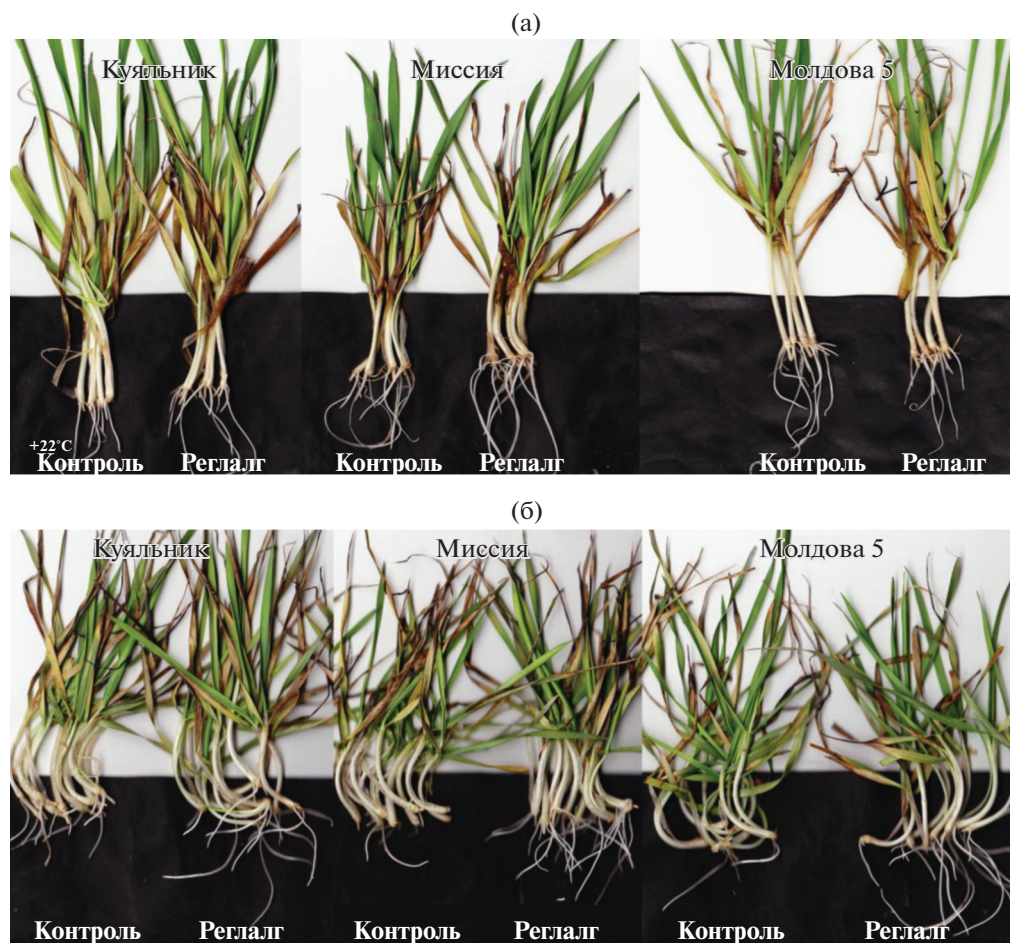 (а)
Куяльник Миссия Молдова 5
+22°C
Контроль Реглалг Контроль Реглалг Контроль Реглалг
(б)
Куяльник Миссия Молдова 5
Контроль Реглалг Контроль Реглалг Контроль Реглалг